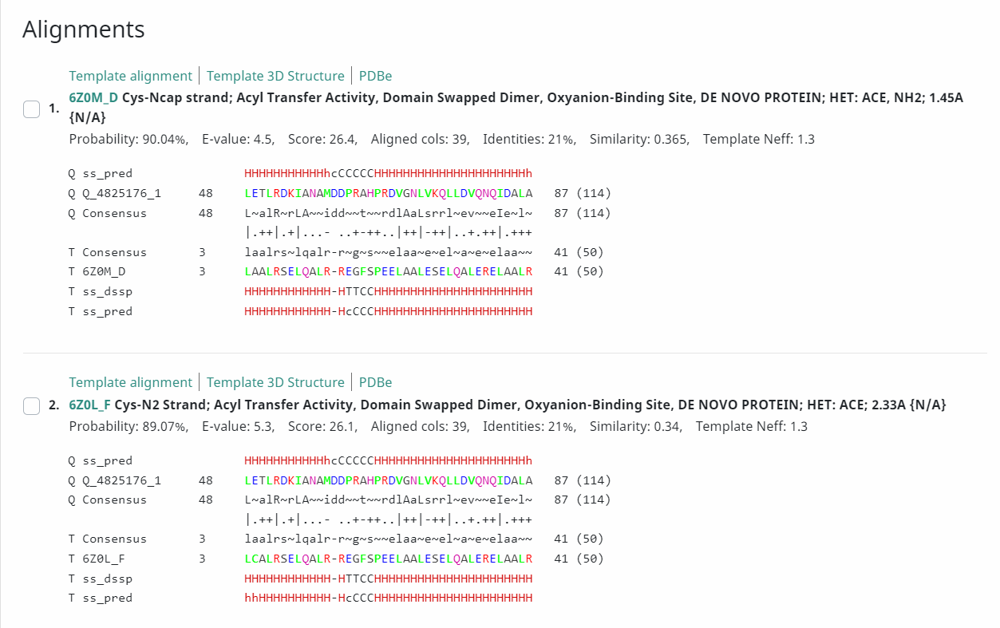 Alignments
Template alignment | Template 3D Structure | PDBe
1. 6Z0M_D Cys-Ncap strand; Acyl Transfer Activity, Domain Swapped Dimer, Oxyanion-Binding Site, DE NOVO PROTEIN; HET: ACE, NH2; 1.45A
{N/A}
Probability: 90.04%, E-value: 4.5, Score: 26.4, Aligned cols: 39, Identities: 21%, Similarity: 0.365, Template Neff: 1.3
Q ss_pred HHHHHHHHHHHhcCCCCCHHHHHHHHHHHHHHHHHHHHHh
Q Q_4825176_1 48 LETLRDKIANAMDDPRAHPRDVGNLVKQLLDVQNQIDALA 87 (114)
Q Consensus 48 L~alR~rLA~~idd~~t~~rdlAaLsrrl~ev~~eIe~l~ 87 (114)
|.++|.+|...- ..+-++..|++|-++|..+.++|.+++
T Consensus 3 laalrs~lqalr-r~g~s~~elaa~e~el~a~e~elaa~~ 41 (50)
T 6Z0M_D 3 LAALRSELQALR-REGFSPEELAALESELQALERELAALR 41 (50)
T ss_dssp HHHHHHHHHHHH-HTTCCHHHHHHHHHHHHHHHHHHHHHH
T ss_pred HHHHHHHHHHHH-HcCCCHHHHHHHHHHHHHHHHHHHHHH
Template alignment | Template 3D Structure | PDBe
2. 6Z0L_F Cys-N2 Strand; Acyl Transfer Activity, Domain Swapped Dimer, Oxyanion-Binding Site, DE NOVO PROTEIN; HET: ACE; 2.33A {N/A}
Probability: 89.07%, E-value: 5.3, Score: 26.1, Aligned cols: 39, Identities: 21%, Similarity: 0.34, Template Neff: 1.3
Q ss_pred HHHHHHHHHHHhcCCCCCHHHHHHHHHHHHHHHHHHHHHh
Q Q_4825176_1 48 LETLRDKIANAMDDPRAHPRDVGNLVKQLLDVQNQIDALA 87 (114)
Q Consensus 48 L~alR~rLA~~idd~~t~~rdlAaLsrrl~ev~~eIe~l~ 87 (114)
|.++|.+|...- ..+-++..|++|-++|..+.++|.+++
T Consensus 3 laalrs~lqalr-r~g~s~~elaa~e~el~a~e~elaa~~ 41 (50)
T 6Z0L_F 3 LCALRSELQALR-REGFSPEELAALESELQALERELAALR 41 (50)
T ss_dssp HHHHHHHHHHHH-HTTCCHHHHHHHHHHHHHHHHHHHHHH
T ss_pred hhHHHHHHHHHH-HcCCCHHHHHHHHHHHHHHHHHHHHHH